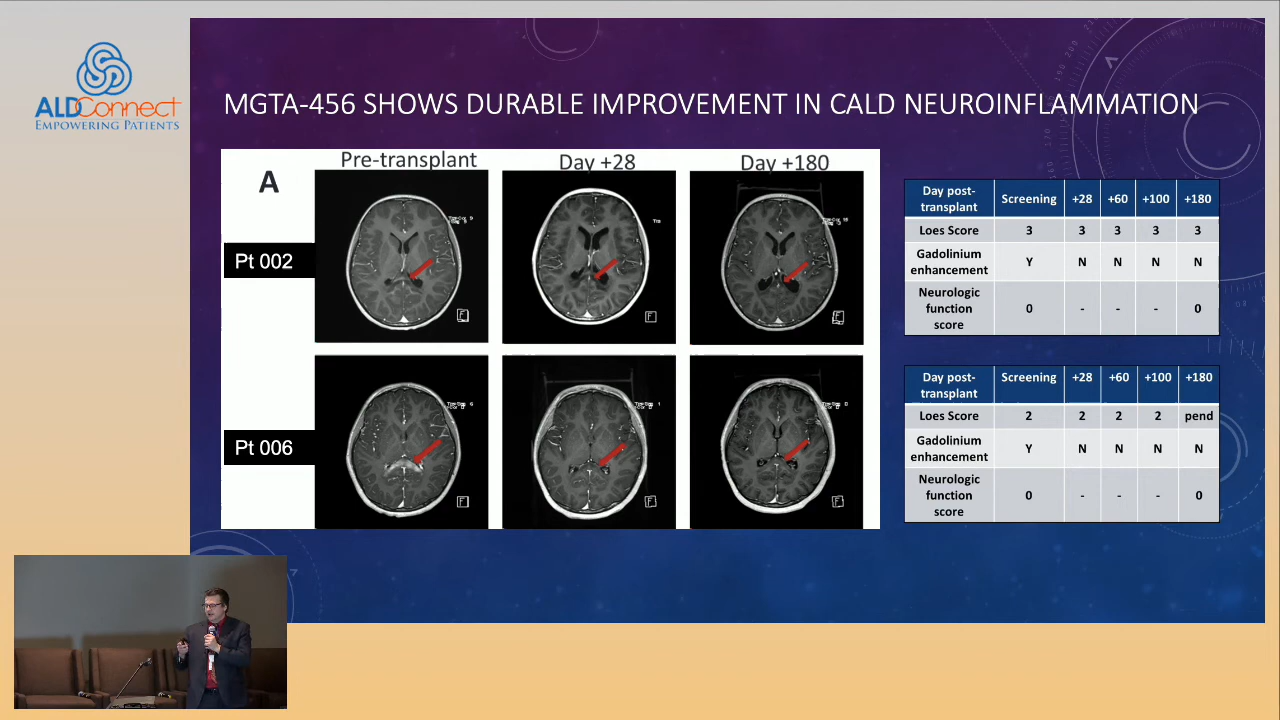 ALDConnect
EMPOWERING PATIENTS
MGTA-456 SHOWS DURABLE IMPROVEMENT IN CALD NEUROINFLAMMATION
A
Pre-transplant
Day +28
Day +180
Pt 002
F
F
F
Pt 006
F
F
F
Day post-
transplant
Screening
+28
+60
+100
+180
Loes Score
3
3
3
3
3
Gadolinium
enhancement
Y
N
N
N
N
Neurologic
function
score
0
-
-
-
0
Day post-
transplant
Screening
+28
+60
+100
+180
Loes Score
2
2
2
2
pend
Gadolinium
enhancement
Y
N
N
N
N
Neurologic
function
score
0
-
-
-
0